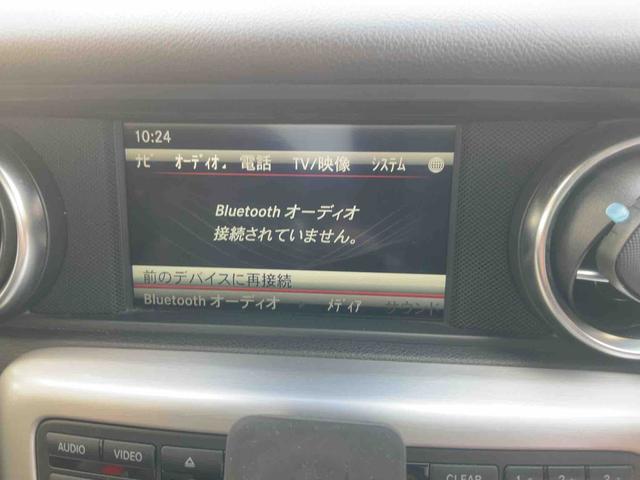 10:24
ナビ オーディオ 電話 TV/映像 システム
Bluetooth オーディオ
接続されていません。
前のデバイスに再接続
Bluetooth オーディオ メディア サウンド
AUDIO VIDEO CLEAR 1 2 3